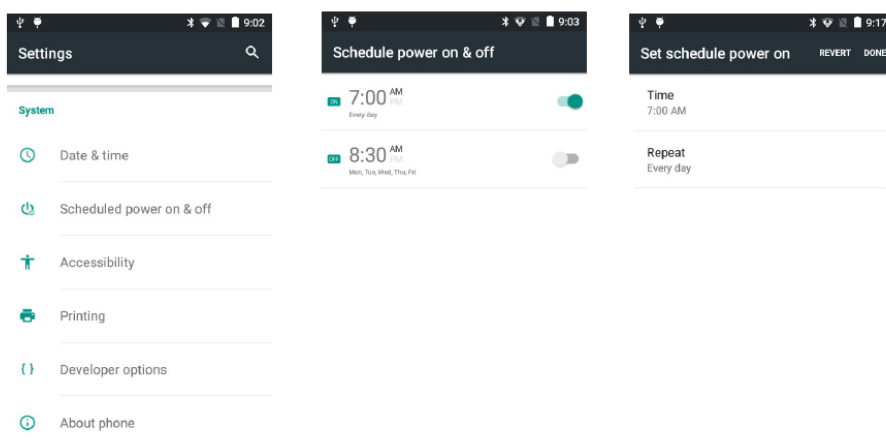 9:02
Settings
System
Date & time
Scheduled power on & off
Accessibility
Printing
{ } Developer options
About phone
9:03
Schedule power on & off
ON 7:00 AM
PM
Every day
OFF 8:30 AM
PM
Mon, Tue, Wed, Thu, Fri
9:17
Set schedule power on REVERT DONE
Time
7:00 AM
Repeat
Every day